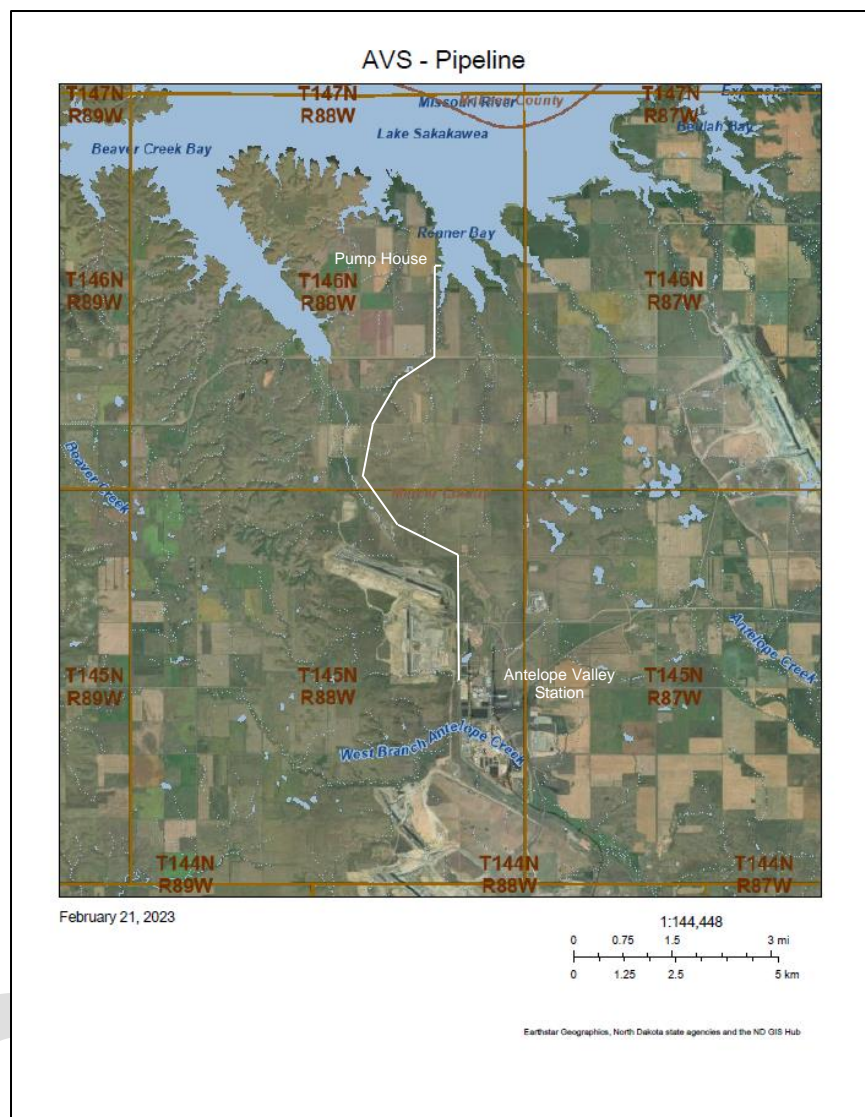 AVS - Pipeline
T147N
R89W
T147N
R88W
Missouri River
County
T147N
R87W
Lake Sakakawea
Beulah Bay
Beaver Creek Bay
Renner Bay
Pump House
T146N
R89W
T146N
R88W
T146N
R87W
Beaver Creek
Mercer County
Antelope Creek
T145N
R89W
T145N
R88W
Antelope Valley
Station
T145N
R87W
West Branch Antelope Creek
T144N
R89W
T144N
R88W
T144N
R87W
February 21, 2023
1:144,448
0 0.75 1.5 3 mi
0 1.25 2.5 5 km
Earthstar Geographics, North Dakota state agencies and the ND GIS Hub